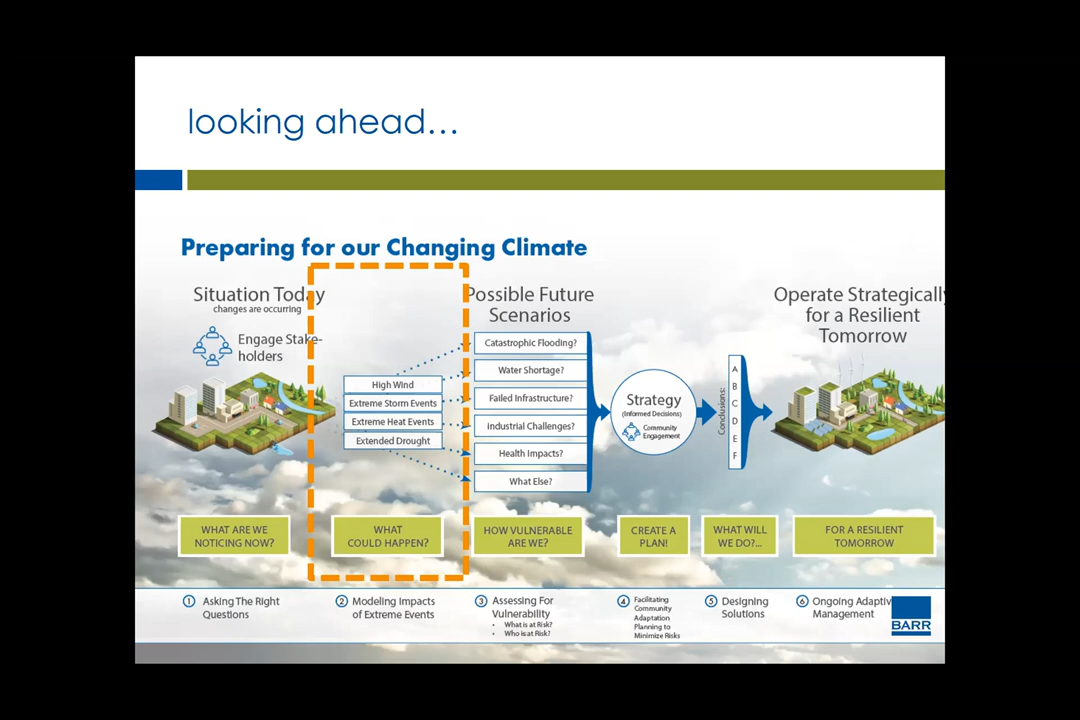 looking ahead...
Preparing for our Changing Climate
Situation Today
changes are occurring
Engage Stake-
holders
High Wind
Extreme Storm Events
Extreme Heat Events
Extended Drought
Possible Future
Scenarios
Catastrophic Flooding?
Water Shortage?
Failed Infrastructure?
Industrial Challenges?
Health Impacts?
What Else?
Strategy
(Informed Decisions)
Community
Engagement
Conclusions:
A
B
C
D
E
F
Operate Strategically
for a Resilient
Tomorrow
WHAT ARE WE
NOTICING NOW?
WHAT
COULD HAPPEN?
HOW VULNERABLE
ARE WE?
CREATE A
PLAN!
WHAT WILL
WE DO?...
FOR A RESILIENT
TOMORROW
1 Asking The Right
Questions
2 Modeling Impacts
of Extreme Events
3 Assessing For
Vulnerability
• What is at Risk?
• Who is at Risk?
4 Facilitating
Community
Adaptation
Planning to
Minimize Risks
5 Designing
Solutions
6 Ongoing Adaptiv
Management
BARR